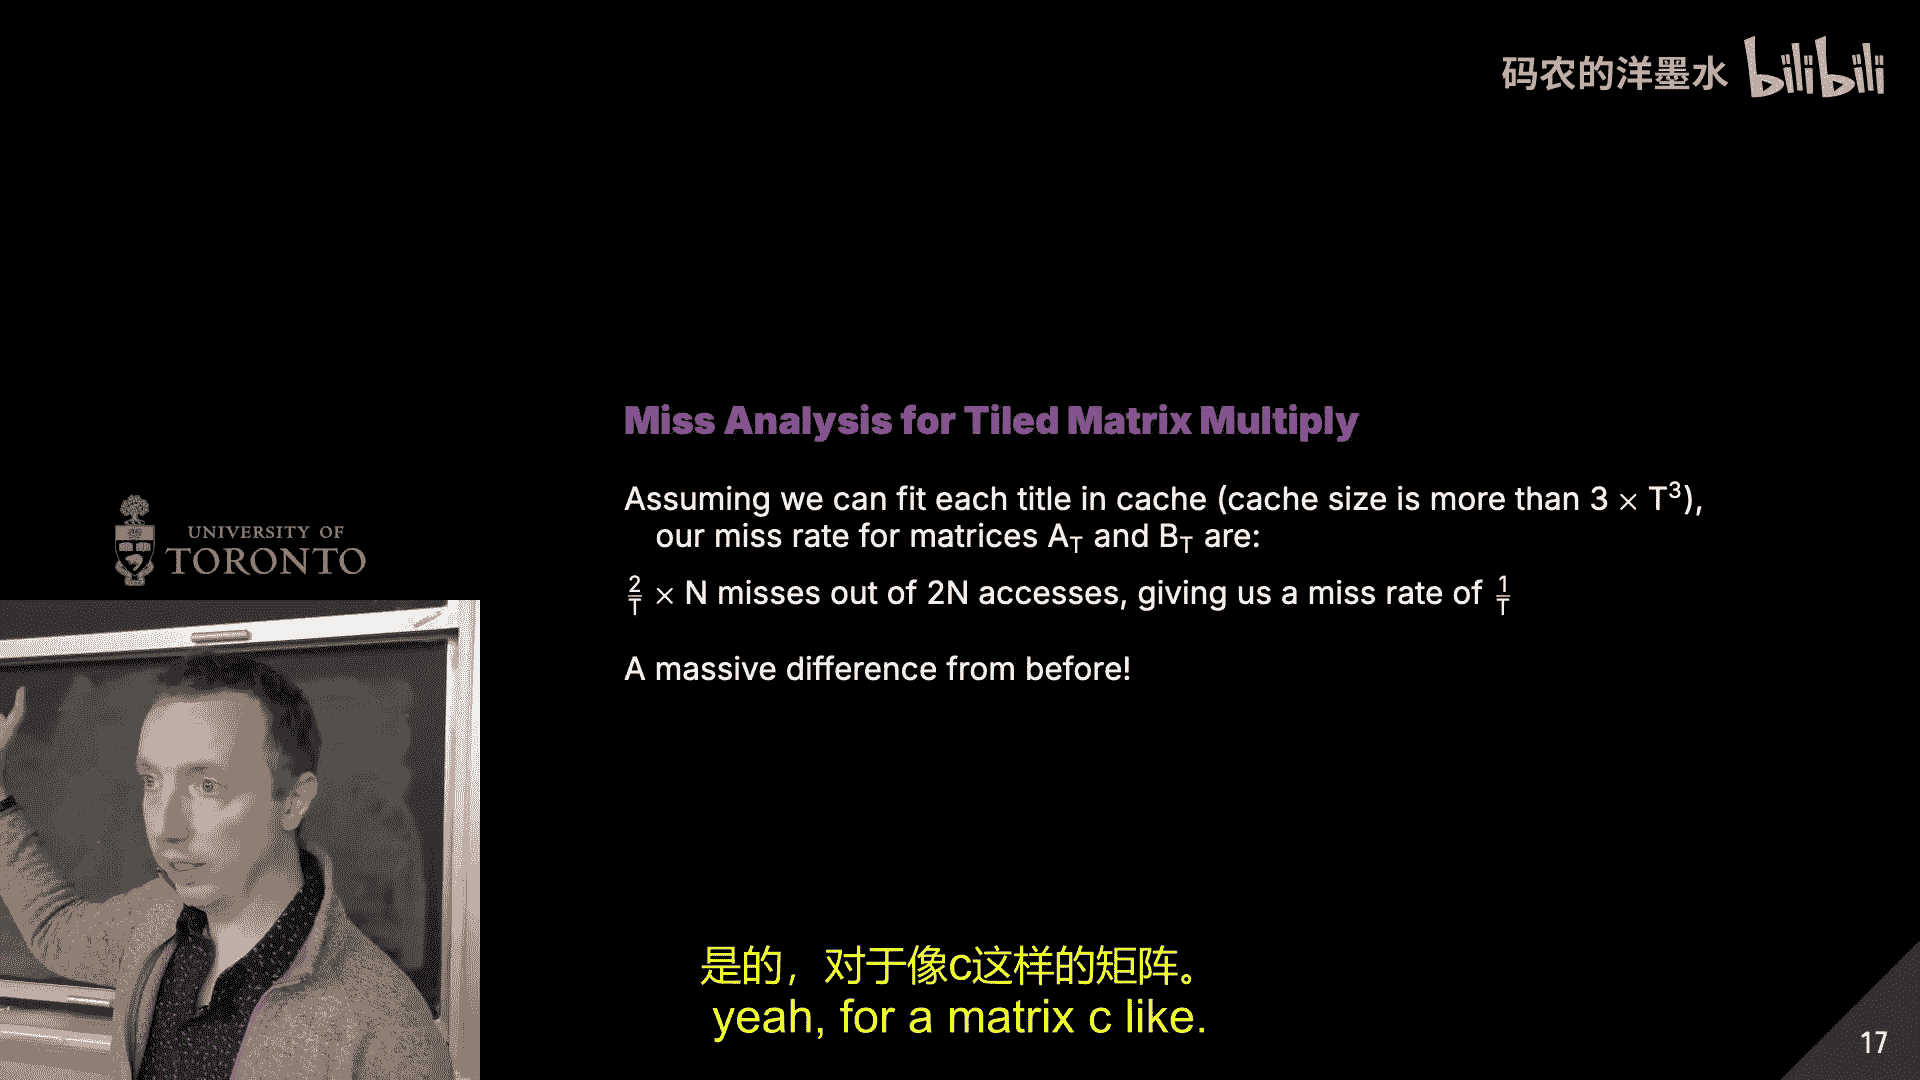 码农的洋墨水 bilibili
Miss Analysis for Tiled Matrix Multiply
Assuming we can fit each title in cache (cache size is more than 3 × T³),
our miss rate for matrices A_T and B_T are:
2/T × N misses out of 2N accesses, giving us a miss rate of 1/T
A massive difference from before!
UNIVERSITY OF
TORONTO
是的，对于像c这样的矩阵。
yeah, for a matrix c like.
17